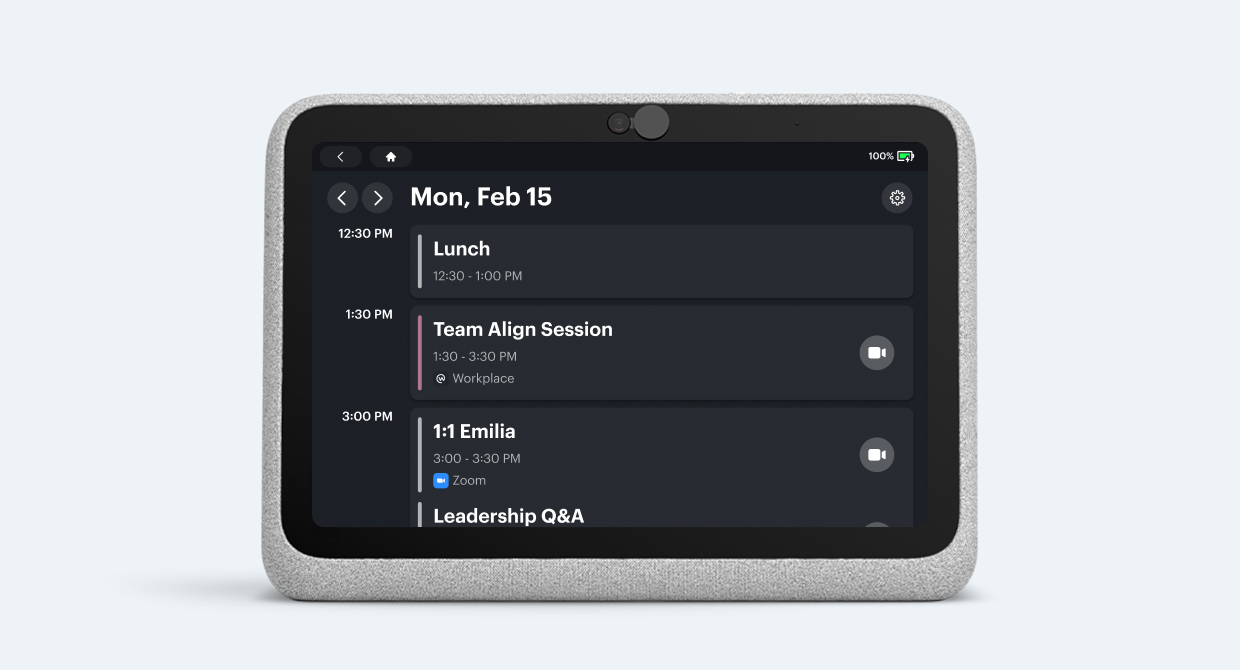 100%
Mon, Feb 15
12:30 PM
Lunch
12:30 - 1:00 PM
1:30 PM
Team Align Session
1:30 - 3:30 PM
Workplace
3:00 PM
1:1 Emilia
3:00 - 3:30 PM
Zoom
Leadership Q&A